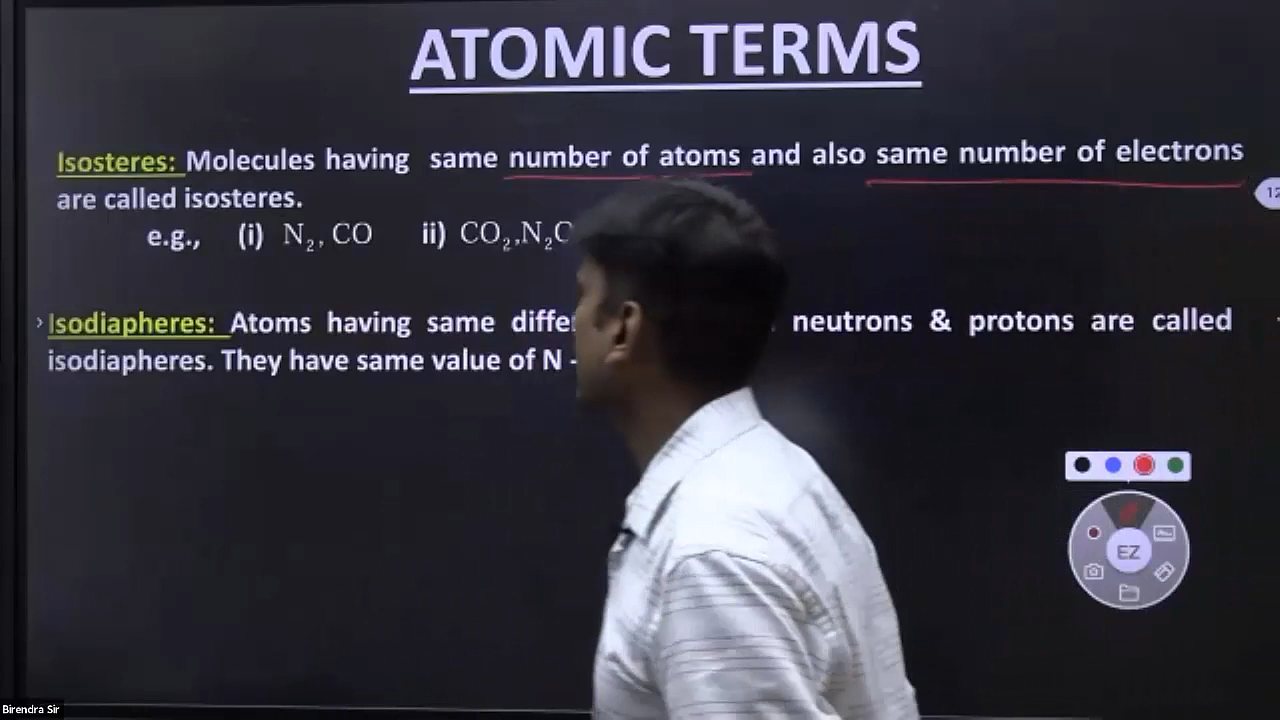 ATOMIC TERMS
Isosteres: Molecules having same number of atoms and also same number of electrons
are called isosteres.
e.g., (i) N₂, CO ii) CO₂,N₂O
Isodiapheres: Atoms having same neutrons & protons are called
isodiapheres. They have same value of N -
12
EZ
Birendra Sir